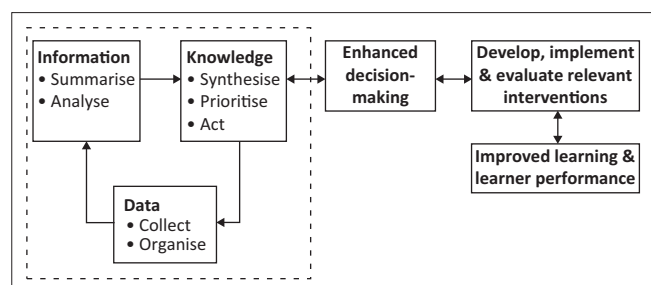 Information
• Summarise
• Analyse
Knowledge
• Synthesise
• Prioritise
• Act
Data
• Collect
• Organise
Enhanced
decision-
making
Develop, implement
& evaluate relevant
interventions
Improved learning &
learner performance